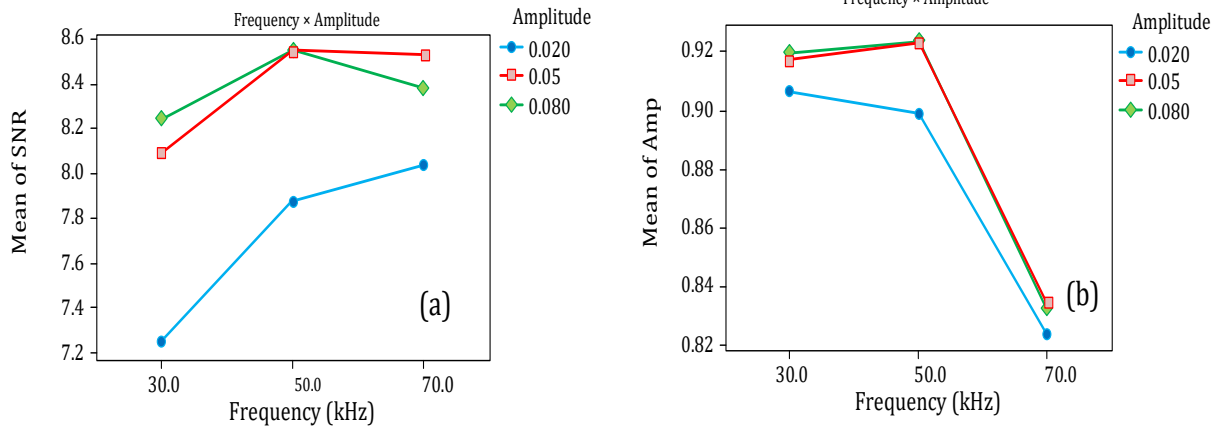 Frequency × Amplitude
Amplitude
0.020
0.05
0.080
8.6
8.4
8.2
8.0
7.8
7.6
7.4
7.2
Mean of SNR
(a)
30.0
50.0
70.0
Frequency (kHz)
Frequency × Amplitude
Amplitude
0.020
0.05
0.080
0.92
0.90
0.88
0.86
0.84
0.82
Mean of Amp
(b)
30.0
50.0
70.0
Frequency (kHz)